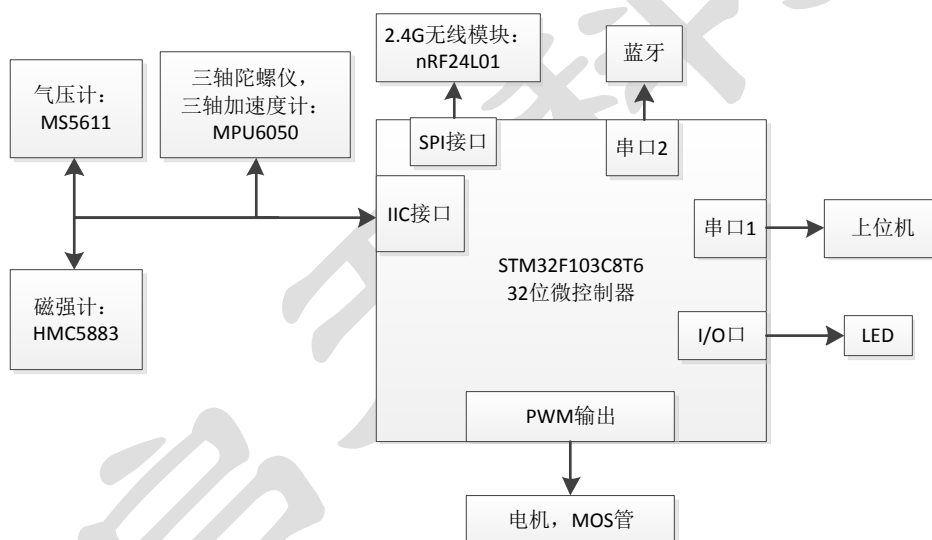 2.4G无线模块：
nRF24L01
蓝牙
气压计：
MS5611
三轴陀螺仪，
三轴加速度计：
MPU6050
SPI接口
串口2
IIC接口
串口1
上位机
STM32F103C8T6
32位微控制器
I/O口
LED
磁强计：
HMC5883
PWM输出
电机，MOS管